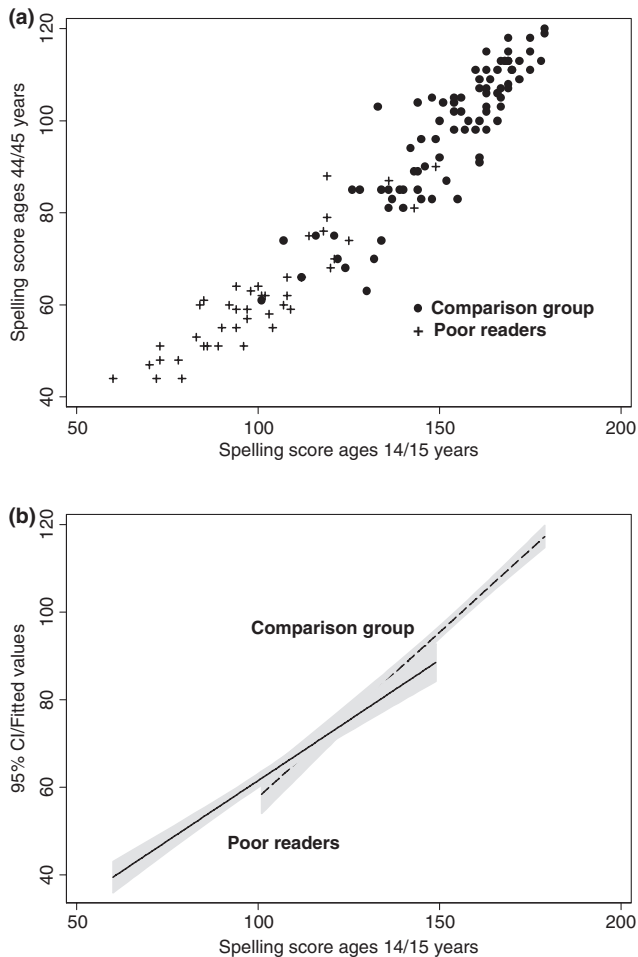 (a)
120
100
80
60
40
Spelling score ages 44/45 years
Comparison group
Poor readers
50
100
150
200
Spelling score ages 14/15 years
(b)
120
100
80
60
40
95% CI/Fitted values
Comparison group
Poor readers
50
100
150
200
Spelling score ages 14/15 years